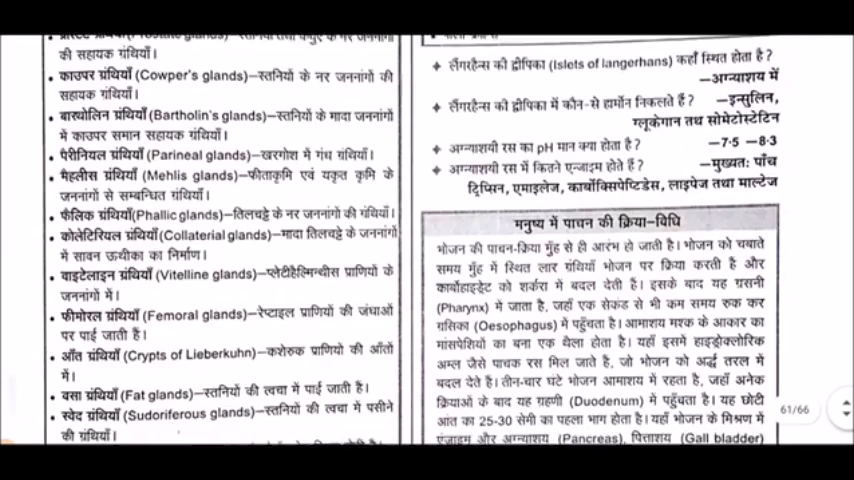 की सहायक ग्रंथियाँ।
• काउपर ग्रंथियाँ (Cowper's glands)–स्तनियों के नर जननांगों की
सहायक ग्रंथियाँ।
• बारथोलिन ग्रंथियाँ (Bartholin's glands)–स्तनियों के मादा जननांगों
में काउपर समान सहायक ग्रंथियाँ।
• पैरीनियल ग्रंथियाँ (Parineal glands)–खरगोश में गंध ग्रंथियाँ।
• मैहलीस ग्रंथियाँ (Mehlis glands)–फीताकृमि एवं यकृत कृमि के
जननांगों से सम्बन्धित ग्रंथियाँ।
• फैलिक ग्रंथियाँ (Phallic glands)–तिलचट्टे के नर जननांगों की ग्रंथियाँ।
• कोलेटिरियल ग्रंथियाँ (Collaterial glands)–मादा तिलचट्टे के जननांगों
में सावन ऊथीका का निर्माण।
• वाइटेलाइन ग्रंथियाँ (Vitelline glands)–प्लेटीहैल्मिन्थीस प्राणियों के
जननांगों में।
• फीमोरल ग्रंथियाँ (Femoral glands)–रेप्टाइल प्राणियों की जंघाओं
पर पाई जाती हैं।
• आँत ग्रंथियाँ (Crypts of Lieberkuhn)–कशेरुक प्राणियों की आँतों
में।
• वसा ग्रंथियाँ (Fat glands)–स्तनियों की त्वचा में पाई जाती है।
• स्वेद ग्रंथियाँ (Sudoriferous glands)–स्तनियों की त्वचा में पसीने
की ग्रंथियाँ।
✦ लैंगरहैन्स की द्वीपिका (Islets of langerhans) कहाँ स्थित होता है?
–अग्न्याशय में
✦ लैंगरहैन्स की द्वीपिका में कौन-से हार्मोन निकलते हैं? –इन्सुलिन,
ग्लूकेगान तथ सोमेटोस्टेटिन
✦ अग्न्याशयी रस का pH मान क्या होता है? –7·5 –8·3
✦ अग्न्याशयी रस में कितने एन्जाइम होते हैं? –मुख्यतः पाँच
ट्रिप्सिन, एमाइलेज, कार्बोक्सिपेप्टिडेस, लाइपेज तथा माल्टेज
मनुष्य में पाचन की क्रिया–विधि
भोजन की पाचन-क्रिया मुँह से ही आरंभ हो जाती है। भोजन को चबाते
समय मुँह में स्थित लार ग्रंथियाँ भोजन पर क्रिया करती है और
कार्बोहाइड्रेट को शर्करा में बदल देती हैं। इसके बाद यह ग्रसनी
(Pharynx) में जाता है, जहाँ एक सेकंड से भी कम समय रुक कर
ग्रसिका (Oesophagus) में पहुँचता है। आमाशय मश्क के आकार का
मांसपेशियों का बना एक थैला होता है। यहाँ इसमे हाइड्रोक्लोरिक
अम्ल जैसे पाचक रस मिल जाते है, जो भोजन को अर्द्ध तरल में
बदल देते है। तीन-चार घंटे भोजन आमाशय में रहता है, जहाँ अनेक
क्रियाओं के बाद यह ग्रहणी (Duodenum) में पहुँचता है। यह छोटी
आंत का 25-30 सेमी का पहला भाग होता है। यहाँ भोजन के मिश्रण में
एंजाइम और अग्न्याशय (Pancreas), पित्ताशय (Gall bladder)
61/66